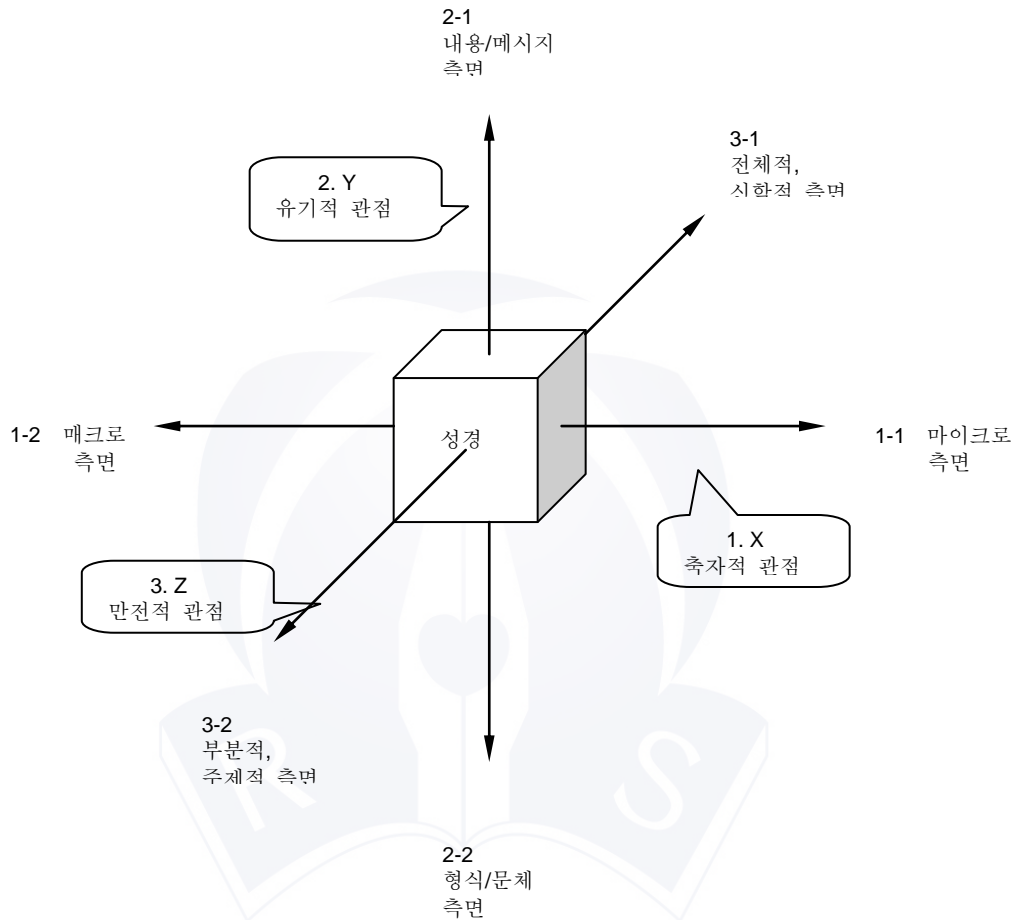 2-1
내용/메시지
측면
3-1
전체적,
신학적 측면
2. Y
유기적 관점
1-2 매크로
측면
성경
1-1 마이크로
측면
1. X
축자적 관점
3. Z
만전적 관점
3-2
부분적,
주제적 측면
R S
2-2
형식/문체
측면